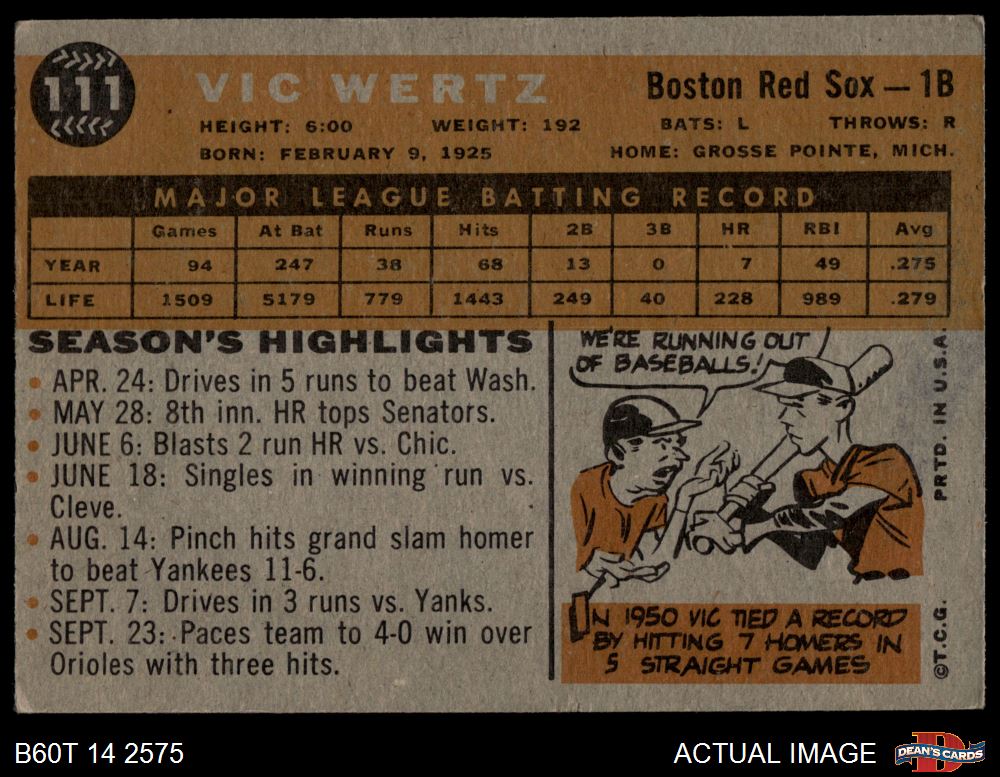 111
VIC WERTZ
Boston Red Sox — 1B
HEIGHT: 6:00 WEIGHT: 192 BATS: L THROWS: R
BORN: FEBRUARY 9, 1925 HOME: GROSSE POINTE, MICH.
MAJOR LEAGUE BATTING RECORD
Games At Bat Runs Hits 2B 3B HR RBI Avg
YEAR 94 247 38 68 13 0 7 49 .275
LIFE 1509 5179 779 1443 249 40 228 989 .279
SEASON'S HIGHLIGHTS
• APR. 24: Drives in 5 runs to beat Wash.
• MAY 28: 8th inn. HR tops Senators.
• JUNE 6: Blasts 2 run HR vs. Chic.
• JUNE 18: Singles in winning run vs.
Cleve.
• AUG. 14: Pinch hits grand slam homer
to beat Yankees 11-6.
• SEPT. 7: Drives in 3 runs vs. Yanks.
• SEPT. 23: Paces team to 4-0 win over
Orioles with three hits.
WE'RE RUNNING OUT
OF BASEBALLS!
IN 1950 VIC TIED A RECORD
BY HITTING 7 HOMERS IN
5 STRAIGHT GAMES
©T.C.G. PRTD. IN U.S.A.
B60T 14 2575
ACTUAL IMAGE
DEAN'S CARDS